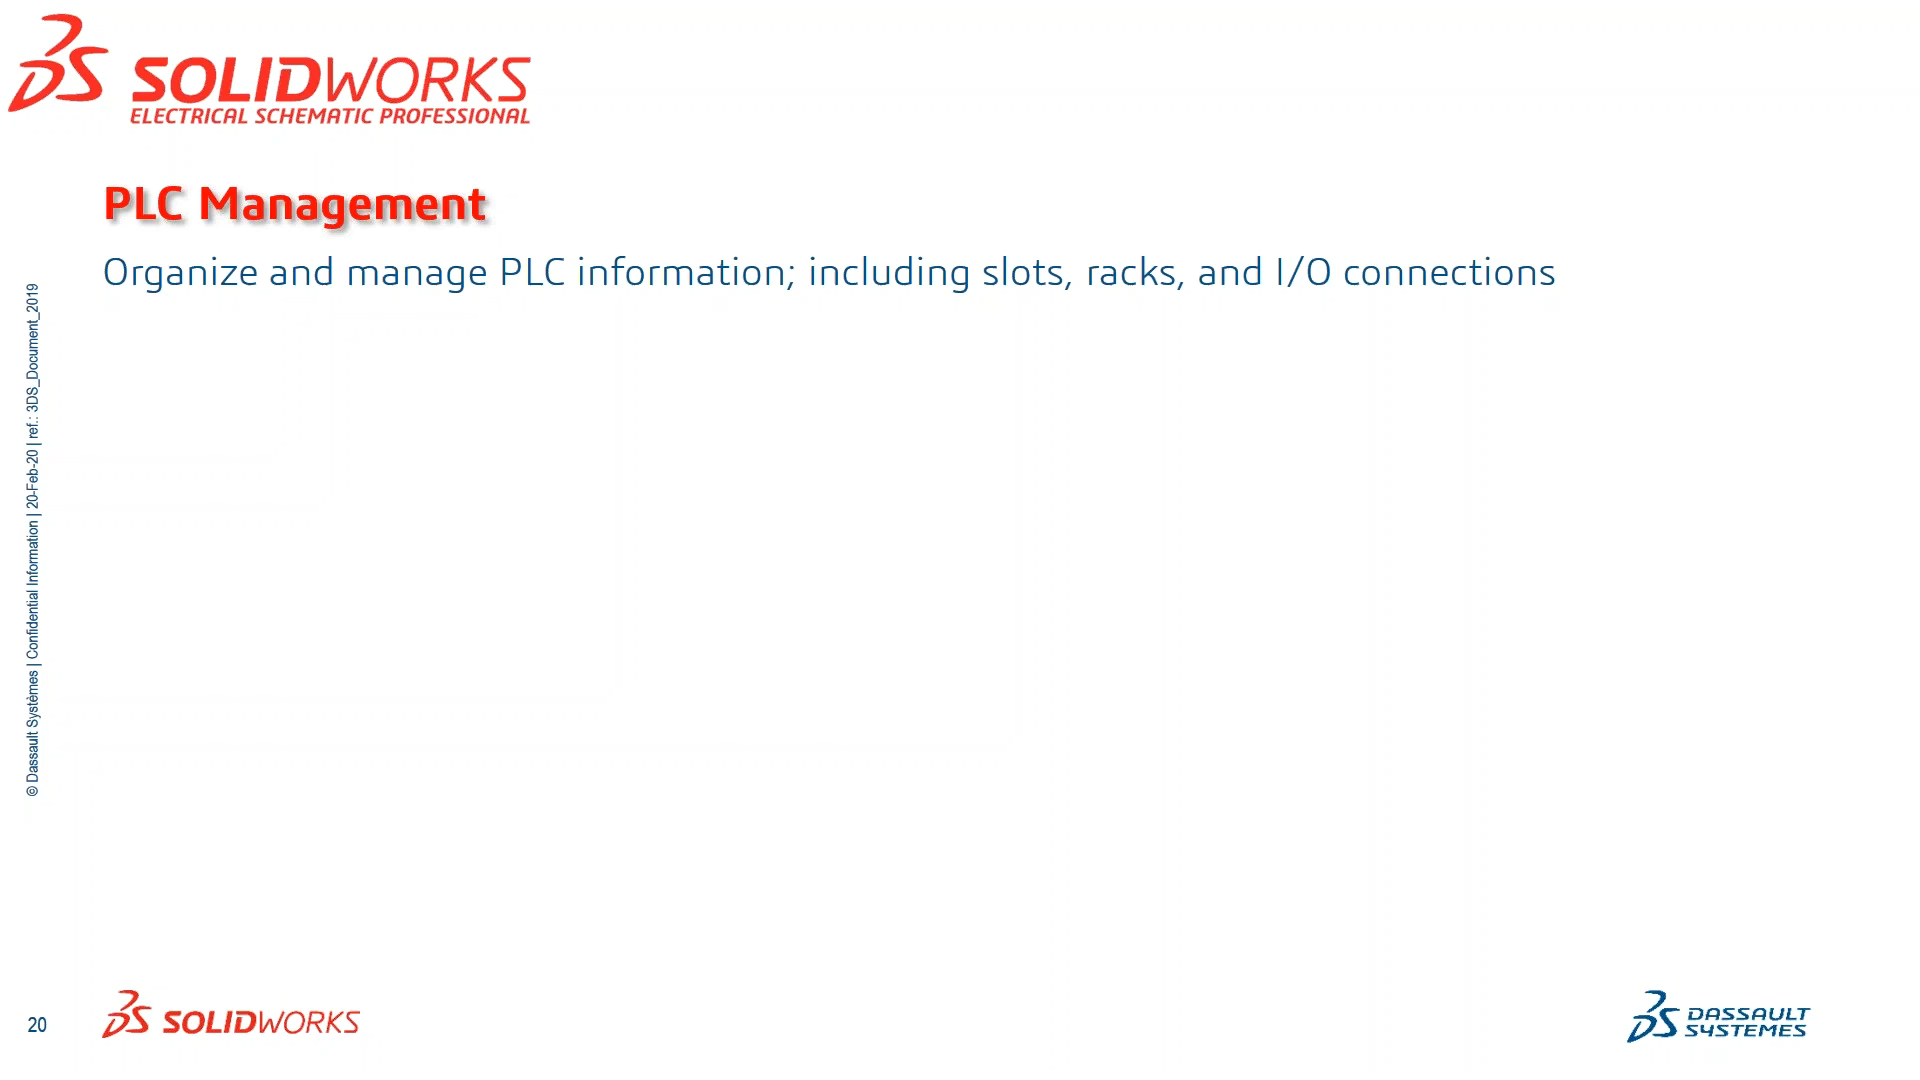 SOLIDWORKS
ELECTRICAL SCHEMATIC PROFESSIONAL
PLC Management
Organize and manage PLC information; including slots, racks, and I/O connections
© Dassault Systèmes | Confidential Information | 20-Feb-20 | ref.: 3DS_Document_2019
20
SOLIDWORKS
DASSAULT
SYSTEMES